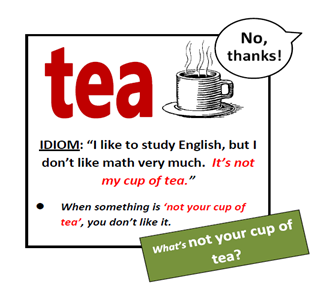 No,
thanks!
tea
IDIOM: “I like to study English, but I
don’t like math very much. It’s not
my cup of tea.”
● When something is ‘not your cup of
tea’, you don’t like it.
What’s not your cup of
tea?